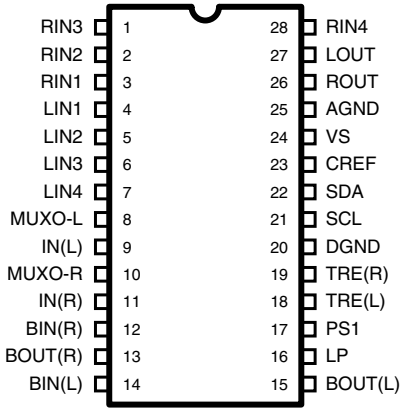 RIN3 1 28 RIN4
RIN2 2 27 LOUT
RIN1 3 26 ROUT
LIN1 4 25 AGND
LIN2 5 24 VS
LIN3 6 23 CREF
LIN4 7 22 SDA
MUXO-L 8 21 SCL
IN(L) 9 20 DGND
MUXO-R 10 19 TRE(R)
IN(R) 11 18 TRE(L)
BIN(R) 12 17 PS1
BOUT(R) 13 16 LP
BIN(L) 14 15 BOUT(L)